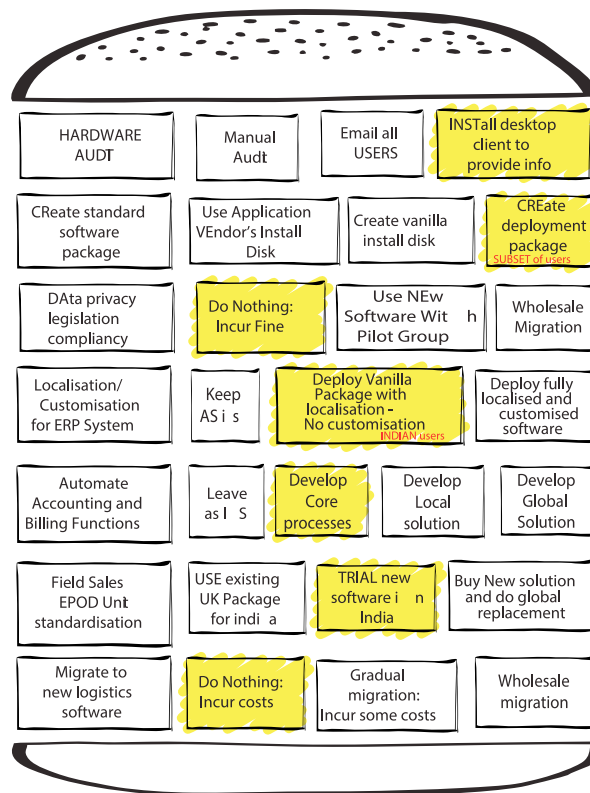 HARDWARE
AUDT
Manual
Audt
Email all
USERS
INSTall desktop
client to
provide info
CReate standard
software
package
Use Application
VEndor's Install
Disk
Create vanilla
install disk
CREate
deployment
package
SUBSET of users
DAta privacy
legislation
compliancy
Do Nothing:
Incur Fine
Use NEw
Software Wit h
Pilot Group
Wholesale
Migration
Localisation/
Customisation
for ERP System
Keep
AS i s
Deploy Vanilla
Package with
localisation -
No customisation
INDIAN users
Deploy fully
localised and
customised
software
Automate
Accounting and
Billing Functions
Leave
as I S
Develop
Core
processes
Develop
Local
solution
Develop
Global
Solution
Field Sales
EPOD Unit
standardisation
USE existing
UK Package
for indi a
TRIAL new
software i n
India
Buy New solution
and do global
replacement
Migrate to
new logistics
software
Do Nothing:
Incur costs
Gradual
migration:
Incur some costs
Wholesale
migration